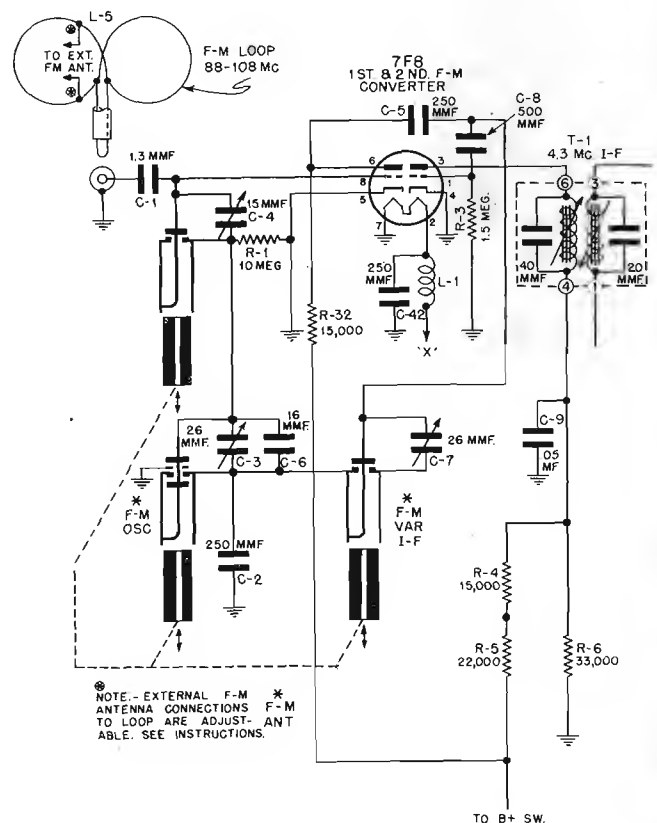 L-5
TO EXT.
FM ANT.
F-M LOOP
88-108 MC
7F8
1ST. & 2ND. F-M
CONVERTER
C-5
250
MMF
C-8
500
MMF
T-1
4.3 MC I-F
1.3 MMF
C-1
6
3
8
1
5
4
7
2
15 MMF
C-4
R-1
10 MEG
R-3
1.5 MEG.
6
3
40
MMF
20
MMF
4
250
MMF
C-42
L-1
'X'
R-32
15,000
26
MMF.
C-3
16
MMF.
C-6
26 MMF.
C-7
C-9
05
MF
*
F-M
OSC
*
F-M
VAR
I-F
250 MMF
C-2
R-4
15,000
R-5
22,000
R-6
33,000
NOTE.- EXTERNAL F-M
ANTENNA CONNECTIONS
TO LOOP ARE ADJUST-
ABLE. SEE INSTRUCTIONS.
*
F-M
ANT
TO B+ SW.